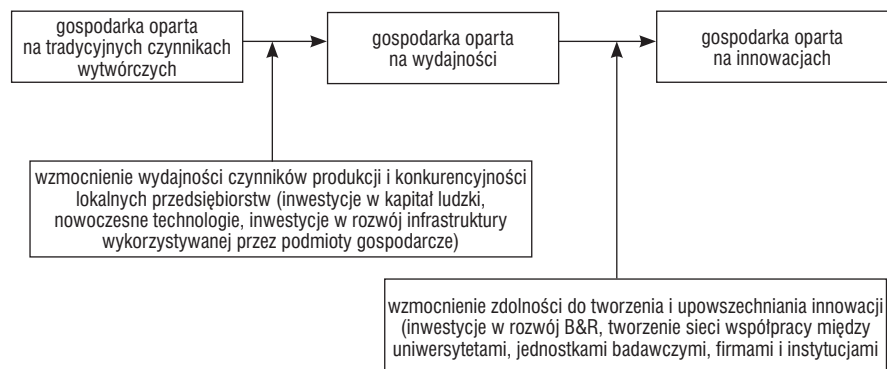 gospodarka oparta
na tradycyjnych czynnikach
wytwórczych
gospodarka oparta
na wydajności
gospodarka oparta
na innowacjach
wzmocnienie wydajności czynników produkcji i konkurencyjności
lokalnych przedsiębiorstw (inwestycje w kapitał ludzki,
nowoczesne technologie, inwestycje w rozwój infrastruktury
wykorzystywanej przez podmioty gospodarcze)
wzmocnienie zdolności do tworzenia i upowszechniania innowacji
(inwestycje w rozwój B&R, tworzenie sieci współpracy między
uniwersytetami, jednostkami badawczymi, firmami i instytucjami